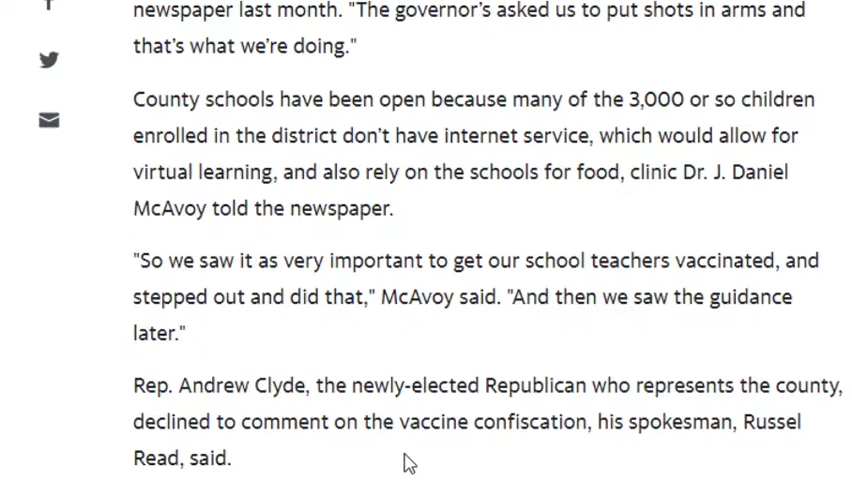 newspaper last month. "The governor's asked us to put shots in arms and
that's what we're doing."
County schools have been open because many of the 3,000 or so children
enrolled in the district don't have internet service, which would allow for
virtual learning, and also rely on the schools for food, clinic Dr. J. Daniel
McAvoy told the newspaper.
"So we saw it as very important to get our school teachers vaccinated, and
stepped out and did that," McAvoy said. "And then we saw the guidance
later."
Rep. Andrew Clyde, the newly-elected Republican who represents the county,
declined to comment on the vaccine confiscation, his spokesman, Russel
Read, said.